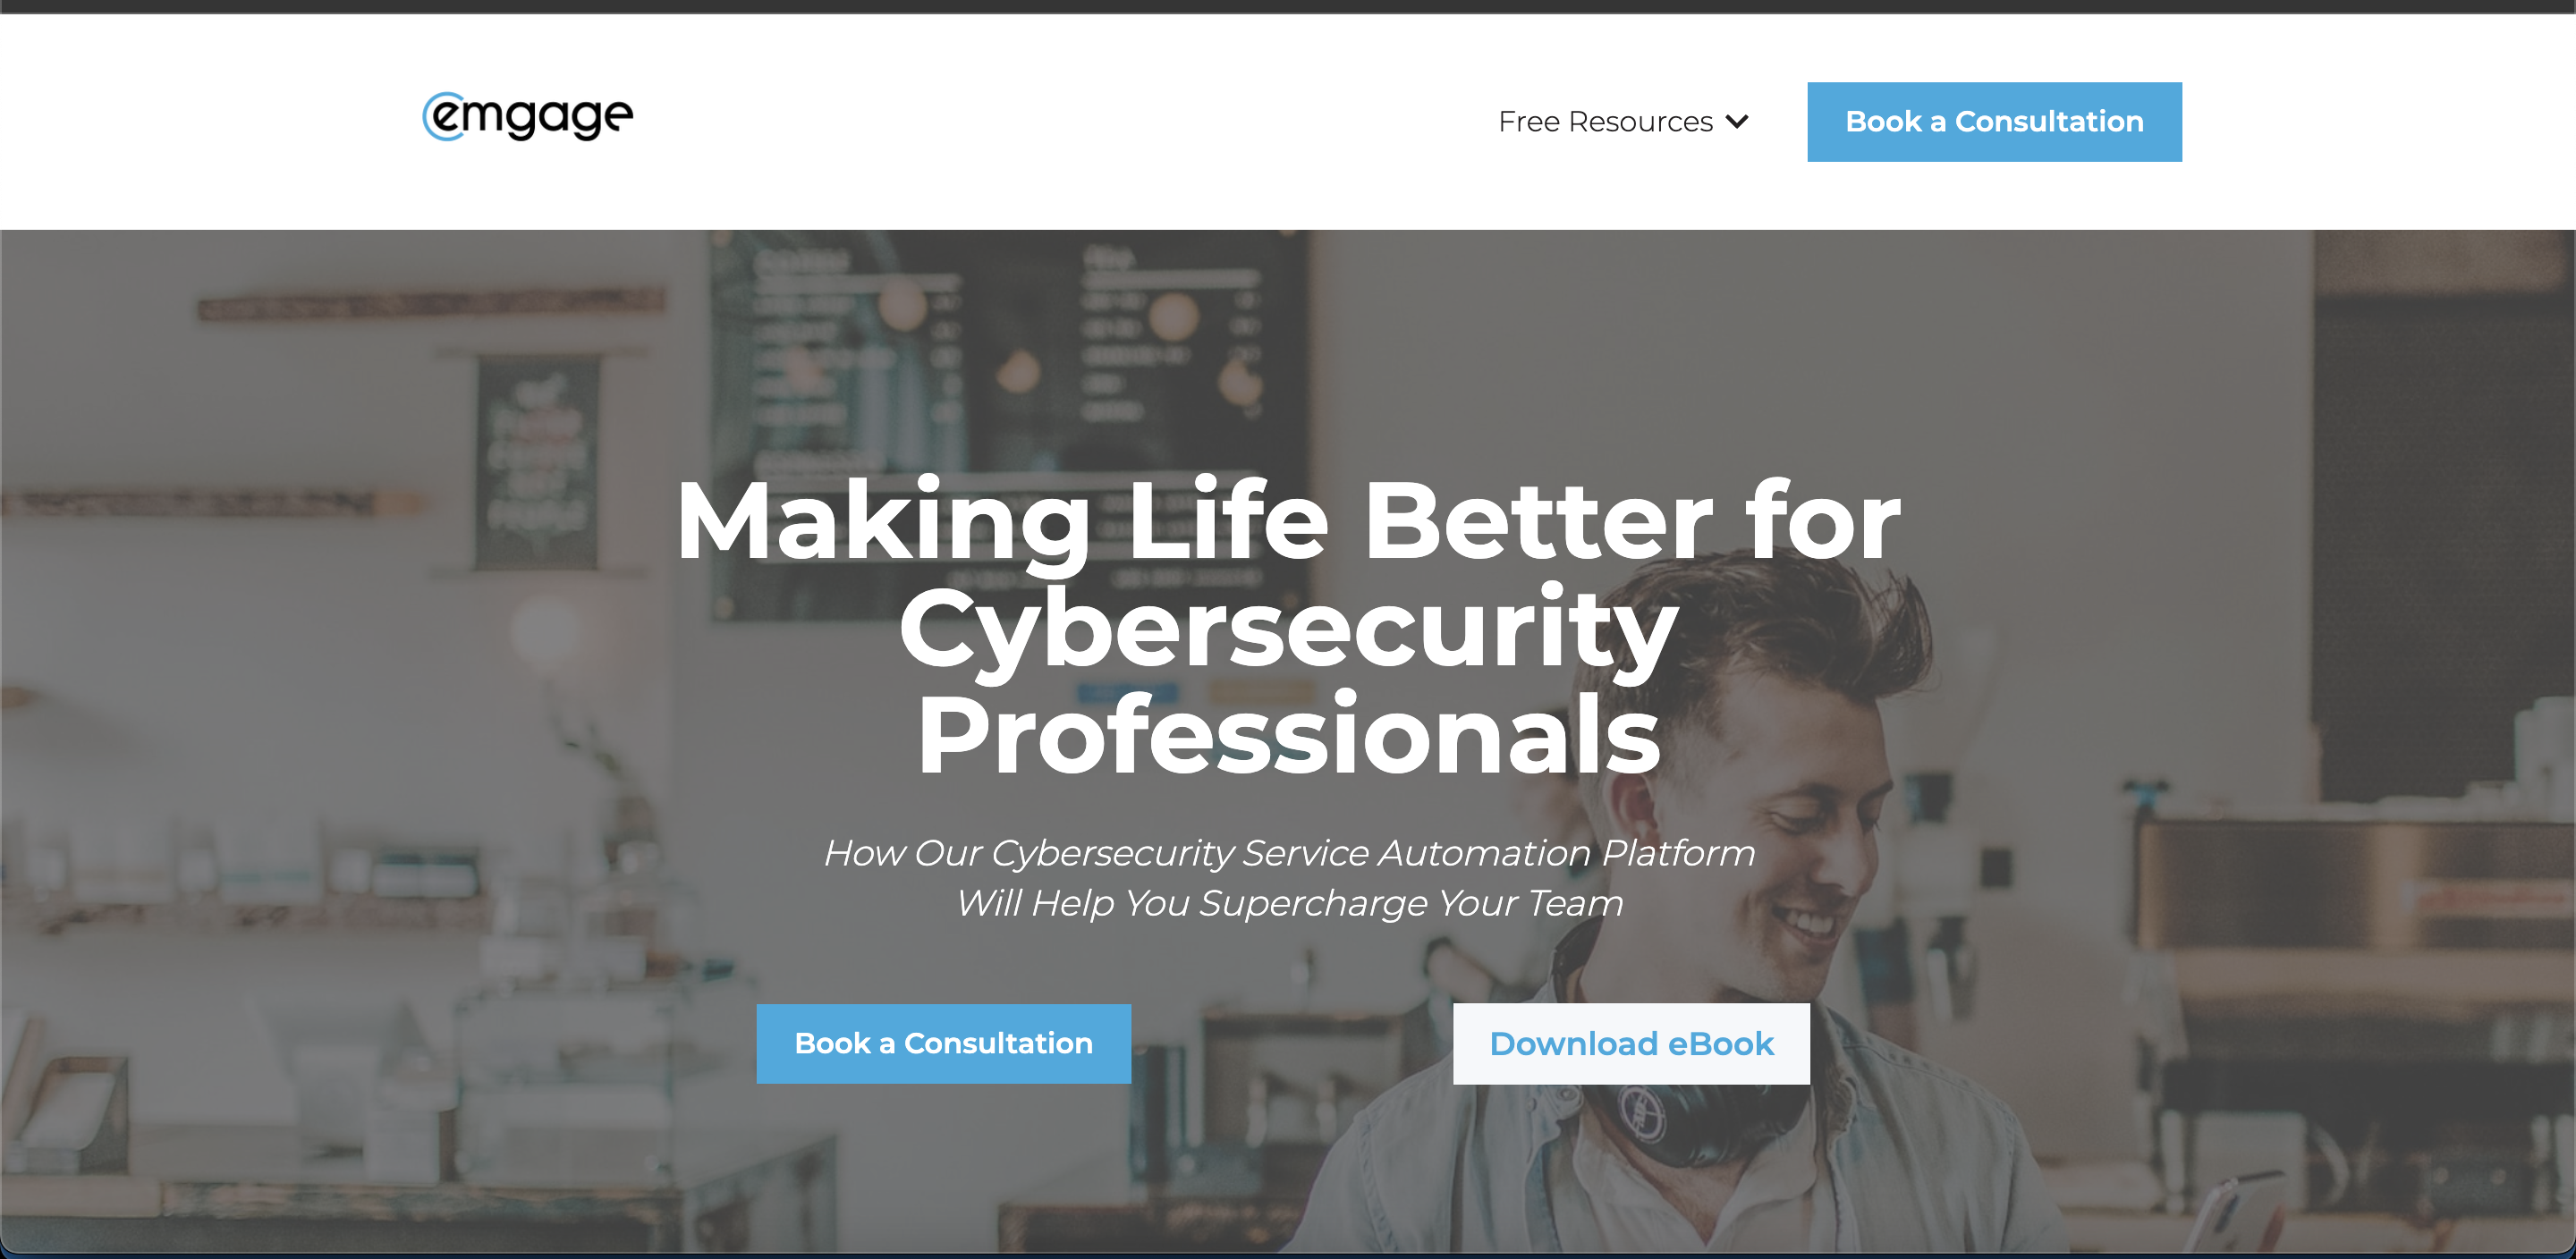 emgage
Free Resources
Book a Consultation
Making Life Better for
Cybersecurity
Professionals
How Our Cybersecurity Service Automation Platform
Will Help You Supercharge Your Team
Book a Consultation
Download eBook